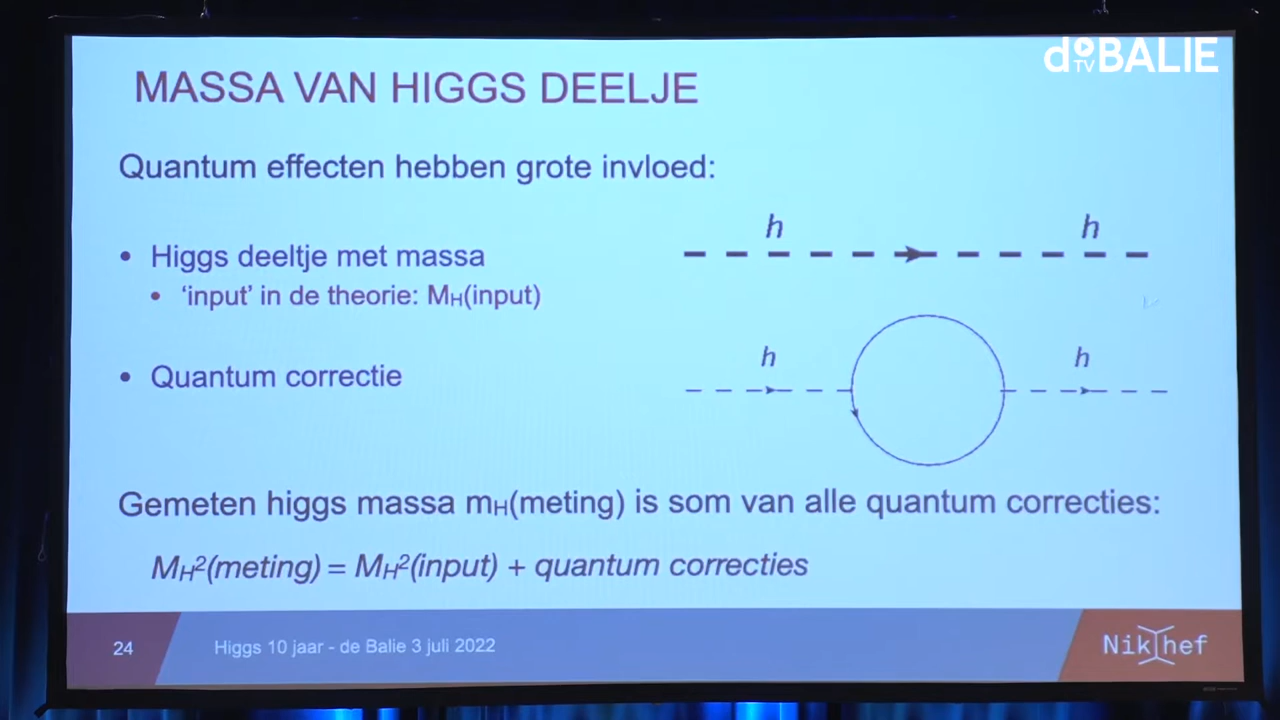 doTV BALIE
MASSA VAN HIGGS DEELJE
Quantum effecten hebben grote invloed:
h h
• Higgs deeltje met massa
• 'input' in de theorie: MH(input)
h h
• Quantum correctie
Gemeten higgs massa mH(meting) is som van alle quantum correcties:
MH²(meting) = MH²(input) + quantum correcties
24
Higgs 10 jaar - de Balie 3 juli 2022
Nikhef